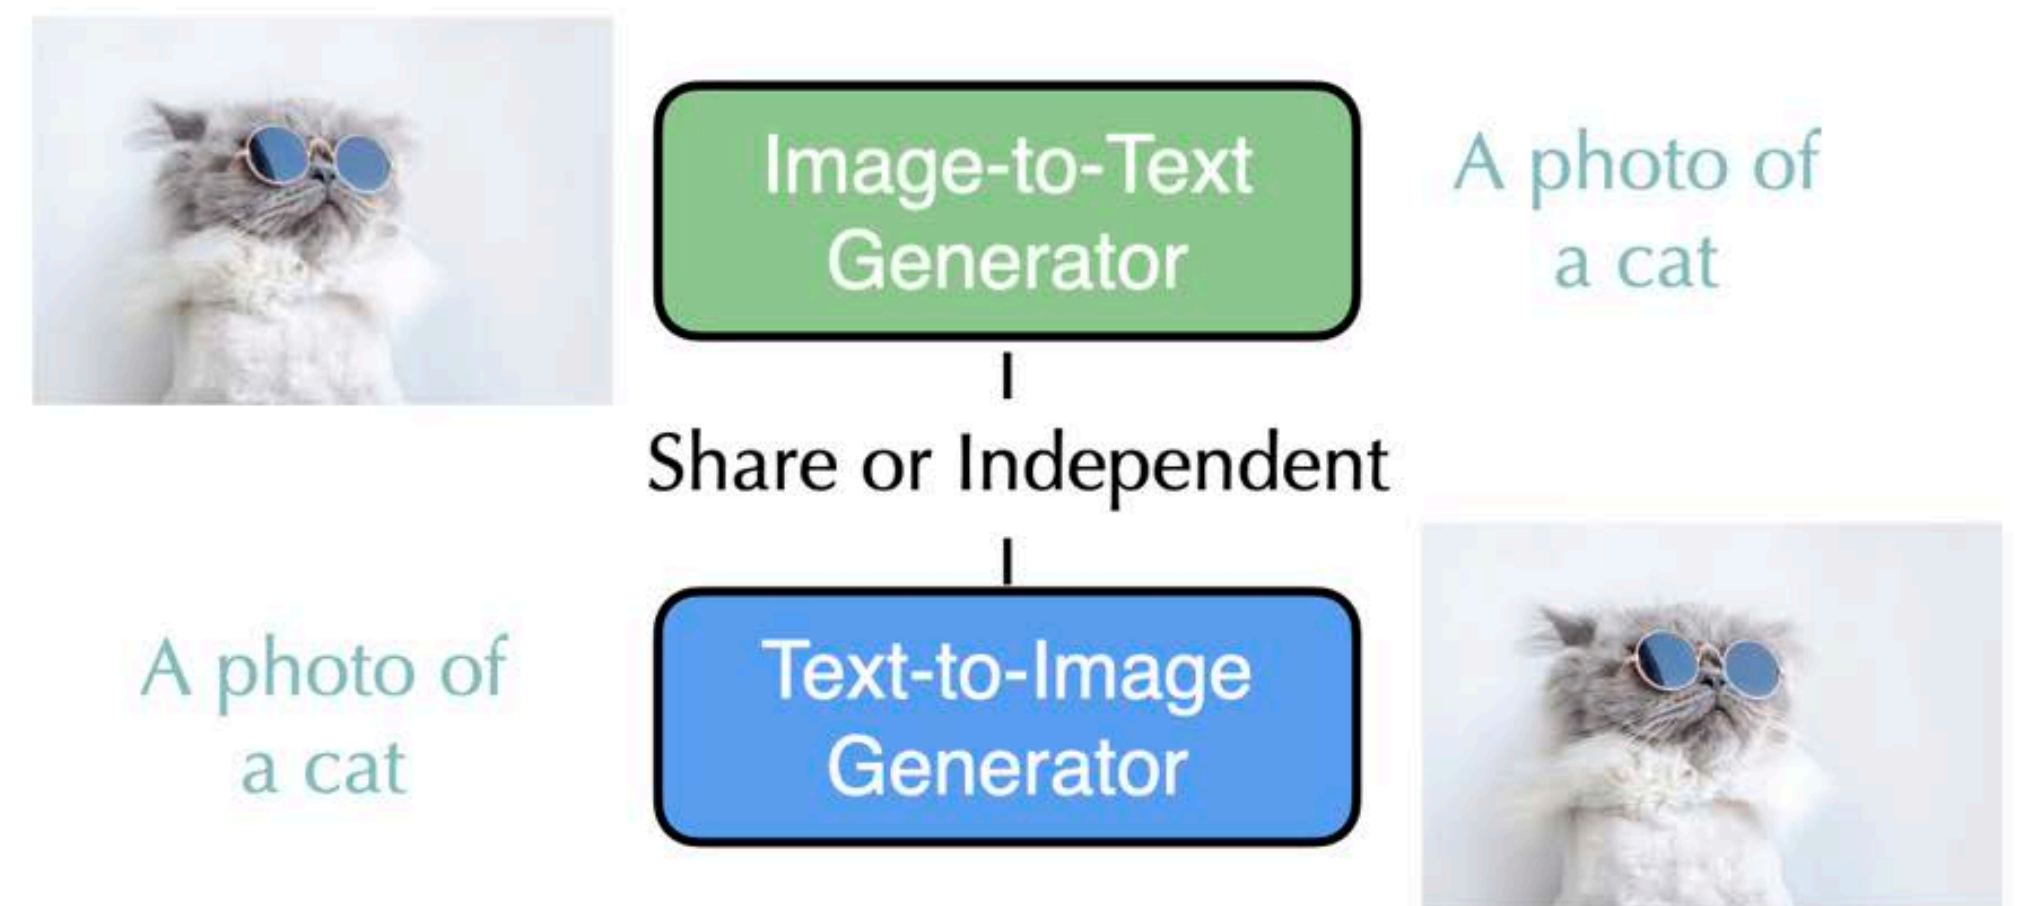 Image-to-Text
Generator
A photo of
a cat
Share or Independent
A photo of
a cat
Text-to-Image
Generator